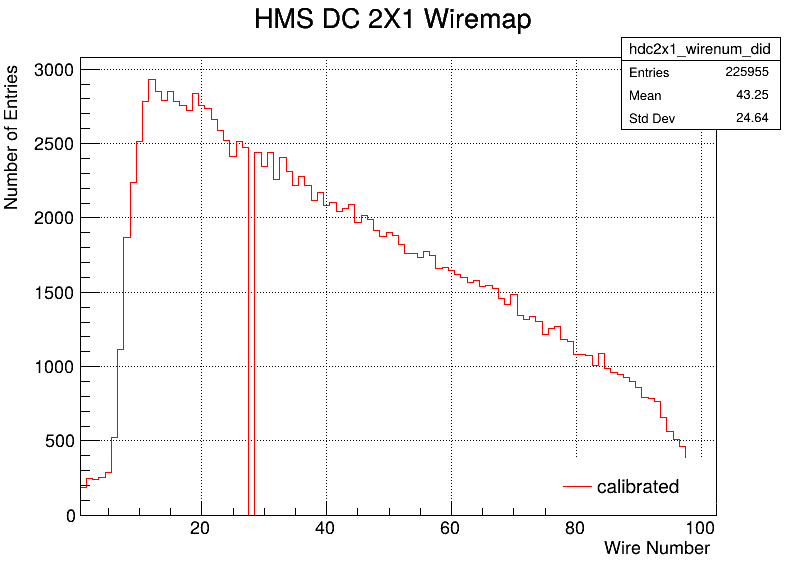 HMS DC 2X1 Wiremap
hdc2x1_wirenum_did
Entries 225955
Mean 43.25
Std Dev 24.64
Number of Entries
3000
2500
2000
1500
1000
500
0
calibrated
20 40 60 80 100
Wire Number